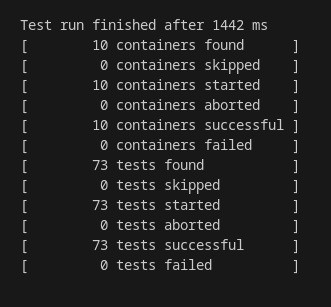 Test run finished after 1442 ms
[        10 containers found      ]
[         0 containers skipped    ]
[        10 containers started    ]
[         0 containers aborted    ]
[        10 containers successful ]
[         0 containers failed     ]
[        73 tests found           ]
[         0 tests skipped         ]
[        73 tests started         ]
[         0 tests aborted         ]
[        73 tests successful      ]
[         0 tests failed          ]